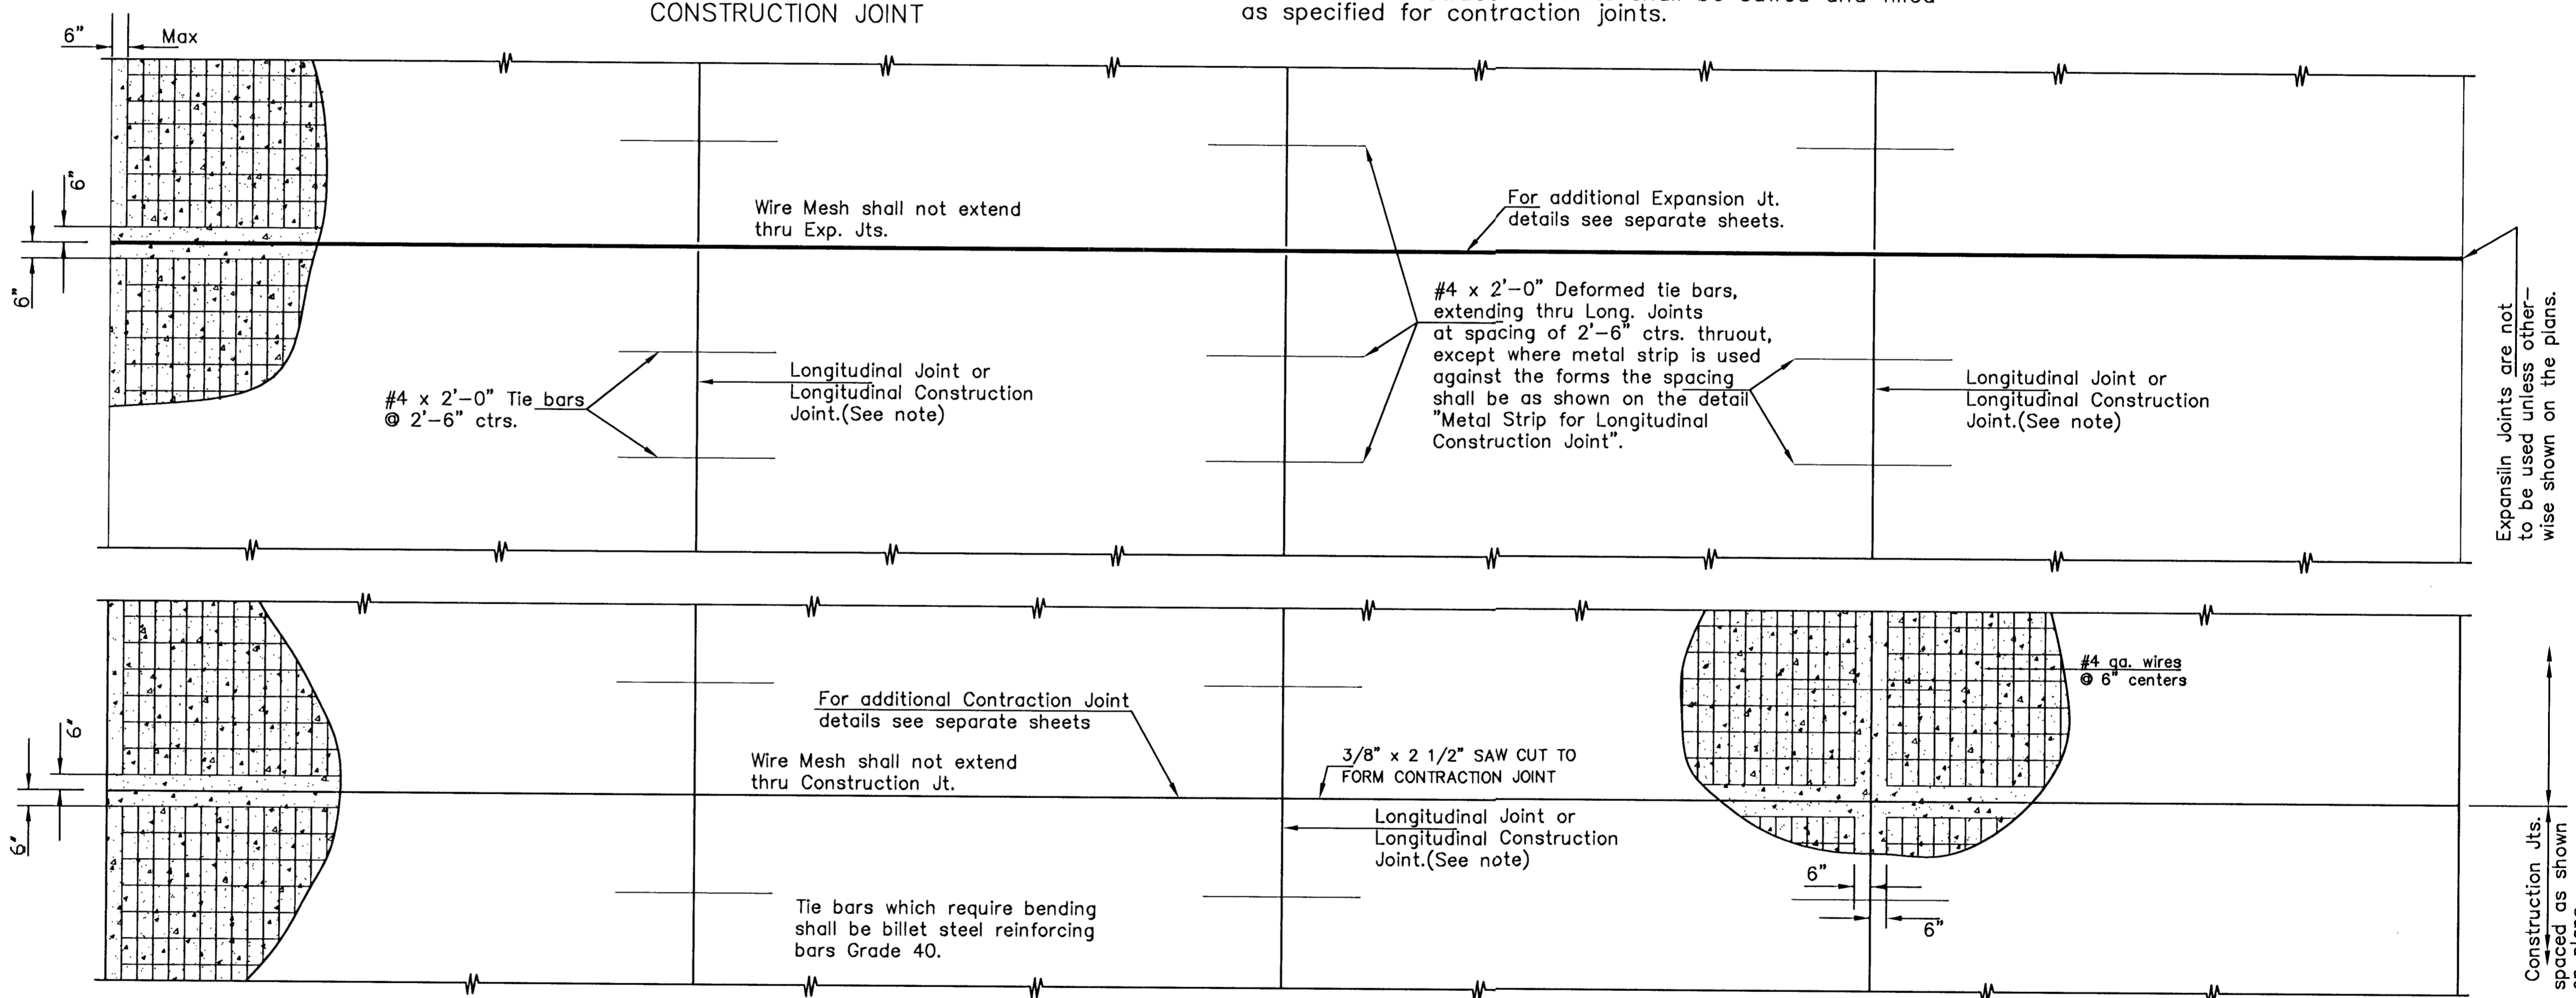 CONSTRUCTION JOINT
shall be sawed and filled
as specified for contraction joints.
6" Max
6"
6"
Wire Mesh shall not extend
thru Exp. Jts.
For additional Expansion Jt.
details see separate sheets.
#4 x 2'-0" Deformed tie bars,
extending thru Long. Joints
at spacing of 2'-6" ctrs. thruout,
except where metal strip is used
against the forms the spacing
shall be as shown on the detail
"Metal Strip for Longitudinal
Construction Joint".
#4 x 2'-0" Tie bars
@ 2'-6" ctrs.
Longitudinal Joint or
Longitudinal Construction
Joint.(See note)
Longitudinal Joint or
Longitudinal Construction
Joint.(See note)
Expansiln Joints are not
to be used unless other-
wise shown on the plans.
6"
6"
For additional Contraction Joint
details see separate sheets
Wire Mesh shall not extend
thru Construction Jt.
3/8" x 2 1/2" SAW CUT TO
FORM CONTRACTION JOINT
Longitudinal Joint or
Longitudinal Construction
Joint.(See note)
Tie bars which require bending
shall be billet steel reinforcing
bars Grade 40.
#4 ga. wires
@ 6" centers
6"
6"
Construction Jts.
spaced as shown